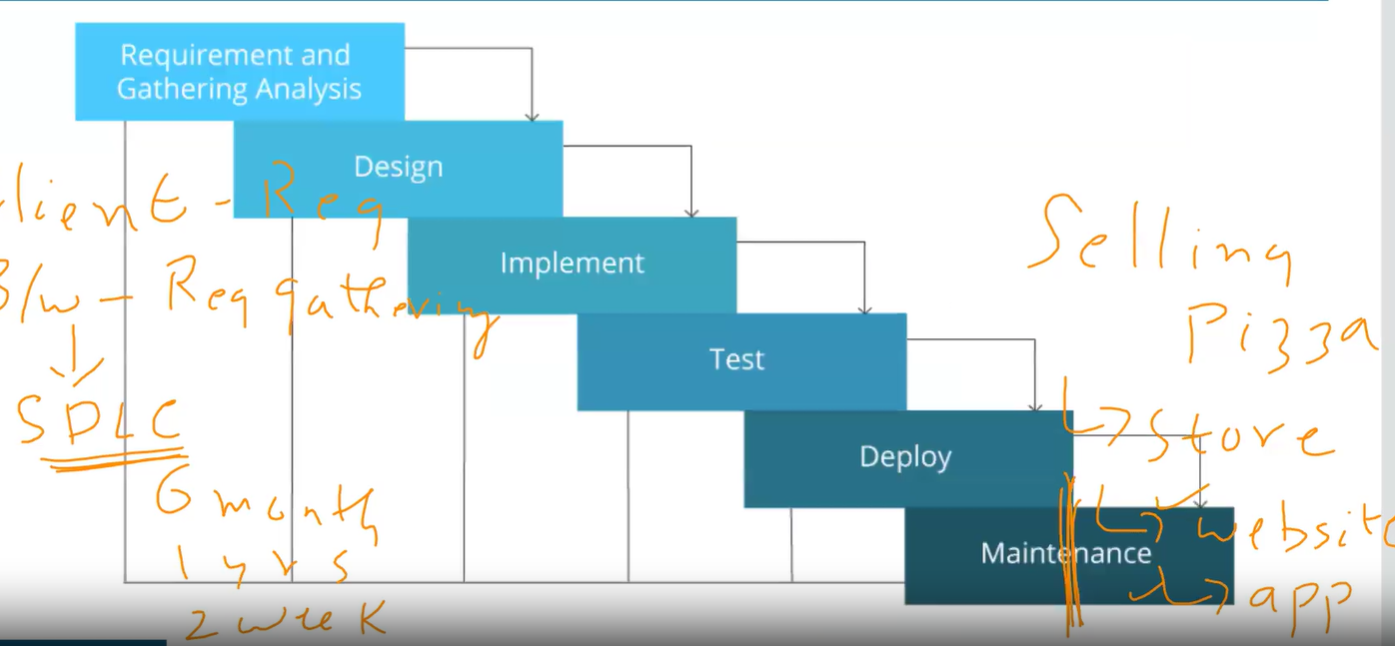 Requirement and
Gathering Analysis
Design
Implement
Test
Deploy
Maintenance
lient - Req
B/w - Req gathering
SDLC
6 month
1 yrs
2 week
Selling
Pizza
Store
website
app